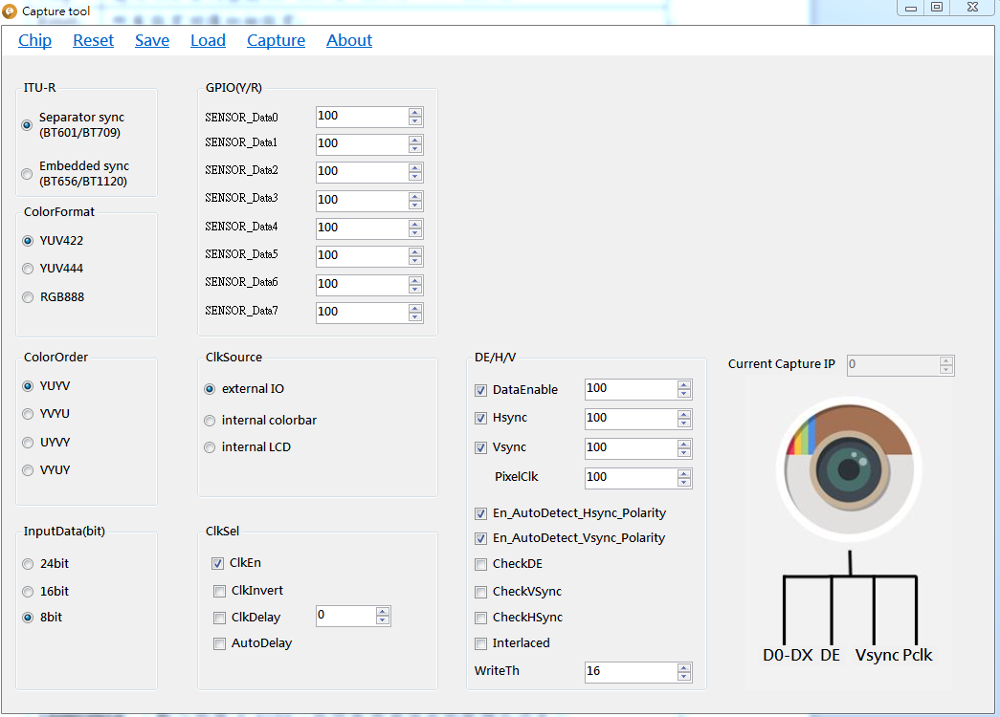 Capture tool
Chip Reset Save Load Capture About
ITU-R
Separator sync
(BT601/BT709)
Embedded sync
(BT656/BT1120)
ColorFormat
YUV422
YUV444
RGB888
GPIO(Y/R)
SENSOR_Data0 100
SENSOR_Data1 100
SENSOR_Data2 100
SENSOR_Data3 100
SENSOR_Data4 100
SENSOR_Data5 100
SENSOR_Data6 100
SENSOR_Data7 100
ColorOrder
YUYV
YVYU
UYVY
VYUY
ClkSource
external IO
internal colorbar
internal LCD
InputData(bit)
24bit
16bit
8bit
ClkSel
ClkEn
ClkInvert
ClkDelay 0
AutoDelay
DE/H/V
DataEnable 100
Hsync 100
Vsync 100
PixelClk 100
En_AutoDetect_Hsync_Polarity
En_AutoDetect_Vsync_Polarity
CheckDE
CheckVSync
CheckHSync
Interlaced
WriteTh 16
Current Capture IP 0
D0-DX DE Vsync Pclk